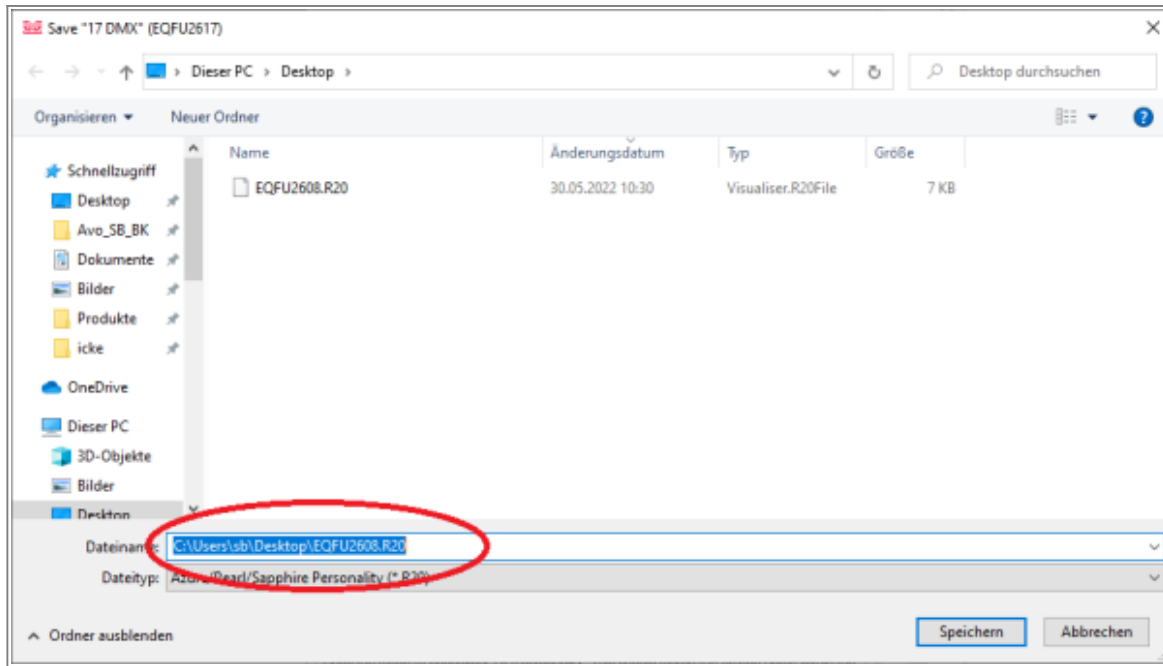 Save "17 DMX" (EQFU2617)
Dieser PC > Desktop >
Desktop durchsuchen
Organisieren
Neuer Ordner
Name
Änderungsdatum
Typ
Größe
EQFU2608.R20
30.05.2022 10:30
Visualiser.R20File
7 KB
Schnellzugriff
Desktop
Avo_SB_BK
Dokumente
Bilder
Produkte
icke
OneDrive
Dieser PC
3D-Objekte
Bilder
Desktop
Dateiname:
C:\Users\sb\Desktop\EQFU2608.R20
Dateityp:
Azure/Pearl/Sapphire Personality (*.R20)
Ordner ausblenden
Speichern
Abbrechen